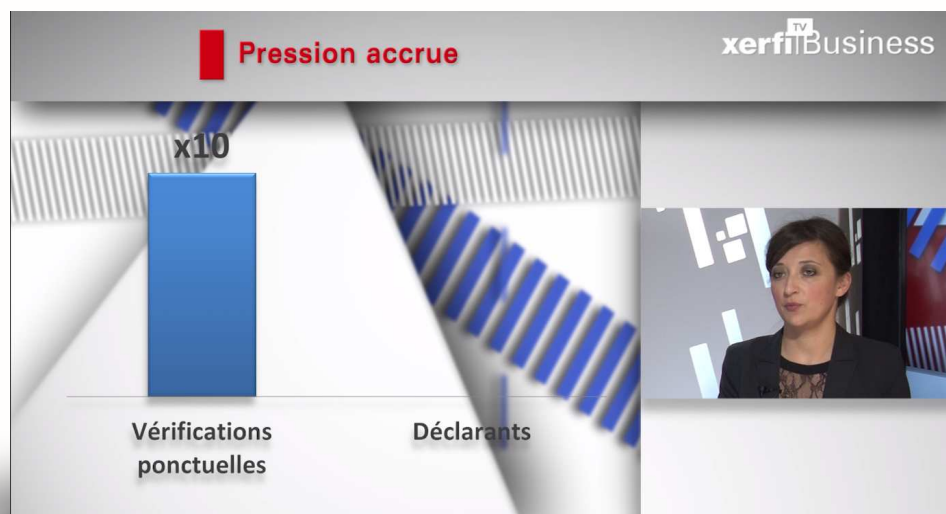 Pression accrue
xerfi TV Business
x10
Vérifications
ponctuelles
Déclarants